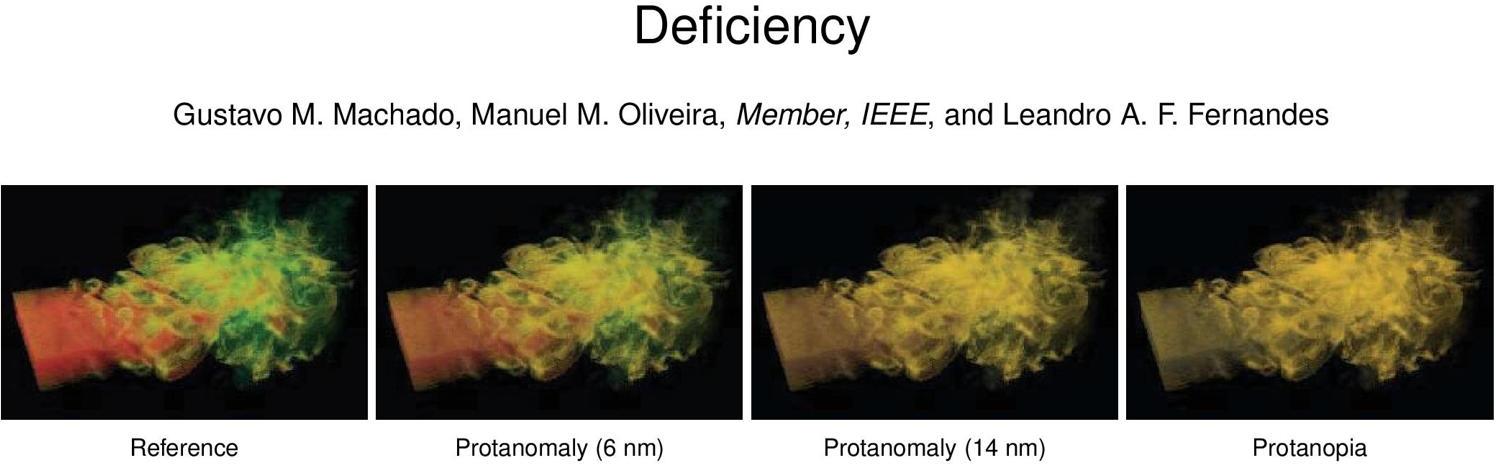 Deficiency
Gustavo M. Machado, Manuel M. Oliveira, Member, IEEE, and Leandro A. F. Fernandes
Reference
Protanomaly (6 nm)
Protanomaly (14 nm)
Protanopia